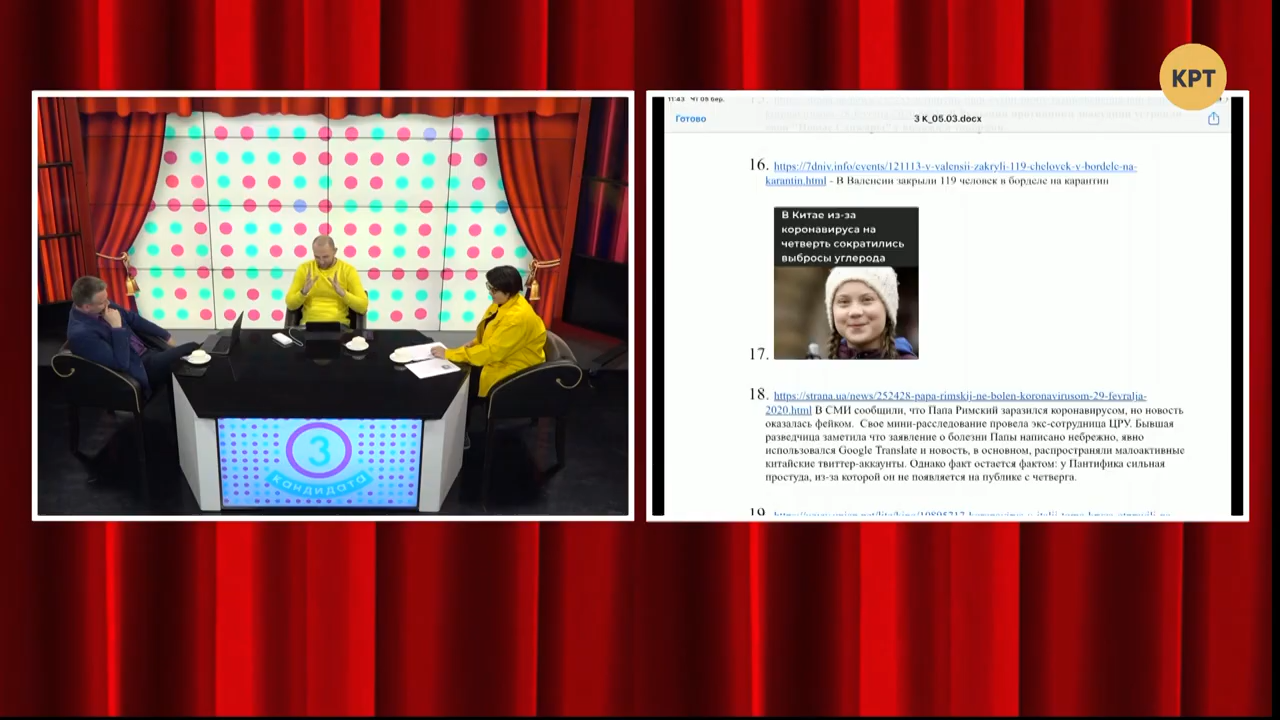 КРТ
11:43 Чт 05 бер.
Готово
3 K_05.03.docx
16. https://7dniv.info/events/121113-v-valensii-zakryli-119-chelovek-v-bordele-na-
karantin.html - В Валенсии закрыли 119 человек в борделе на карантин
В Китае из-за
коронавируса на
четверть сократились
выбросы углерода
17.
18. https://strana.ua/news/252428-papa-rimskij-ne-bolen-koronavirusom-29-fevralja-
2020.html В СМИ сообщили, что Папа Римский заразился коронавирусом, но новость
оказалась фейком. Свое мини-расследование провела экс-сотрудница ЦРУ. Бывшая
разведчица заметила что заявление о болезни Папы написано небрежно, явно
использовался Google Translate и новость, в основном, распространяли малоактивные
китайские твиттер-аккаунты. Однако факт остается фактом: у Пантифика сильная
простуда, из-за которой он не появляется на публике с четверга.
19
3
кандидата